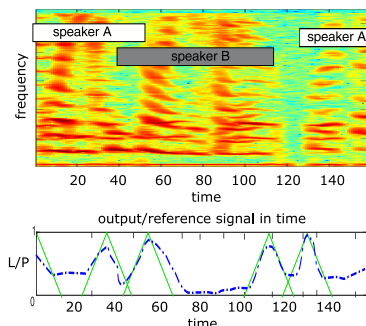 speaker A
speaker A
speaker B
frequency
20 40 60 80 100 120 140
time
output/reference signal in time
1
L/P
0
20 40 60 80 100 120 140
time